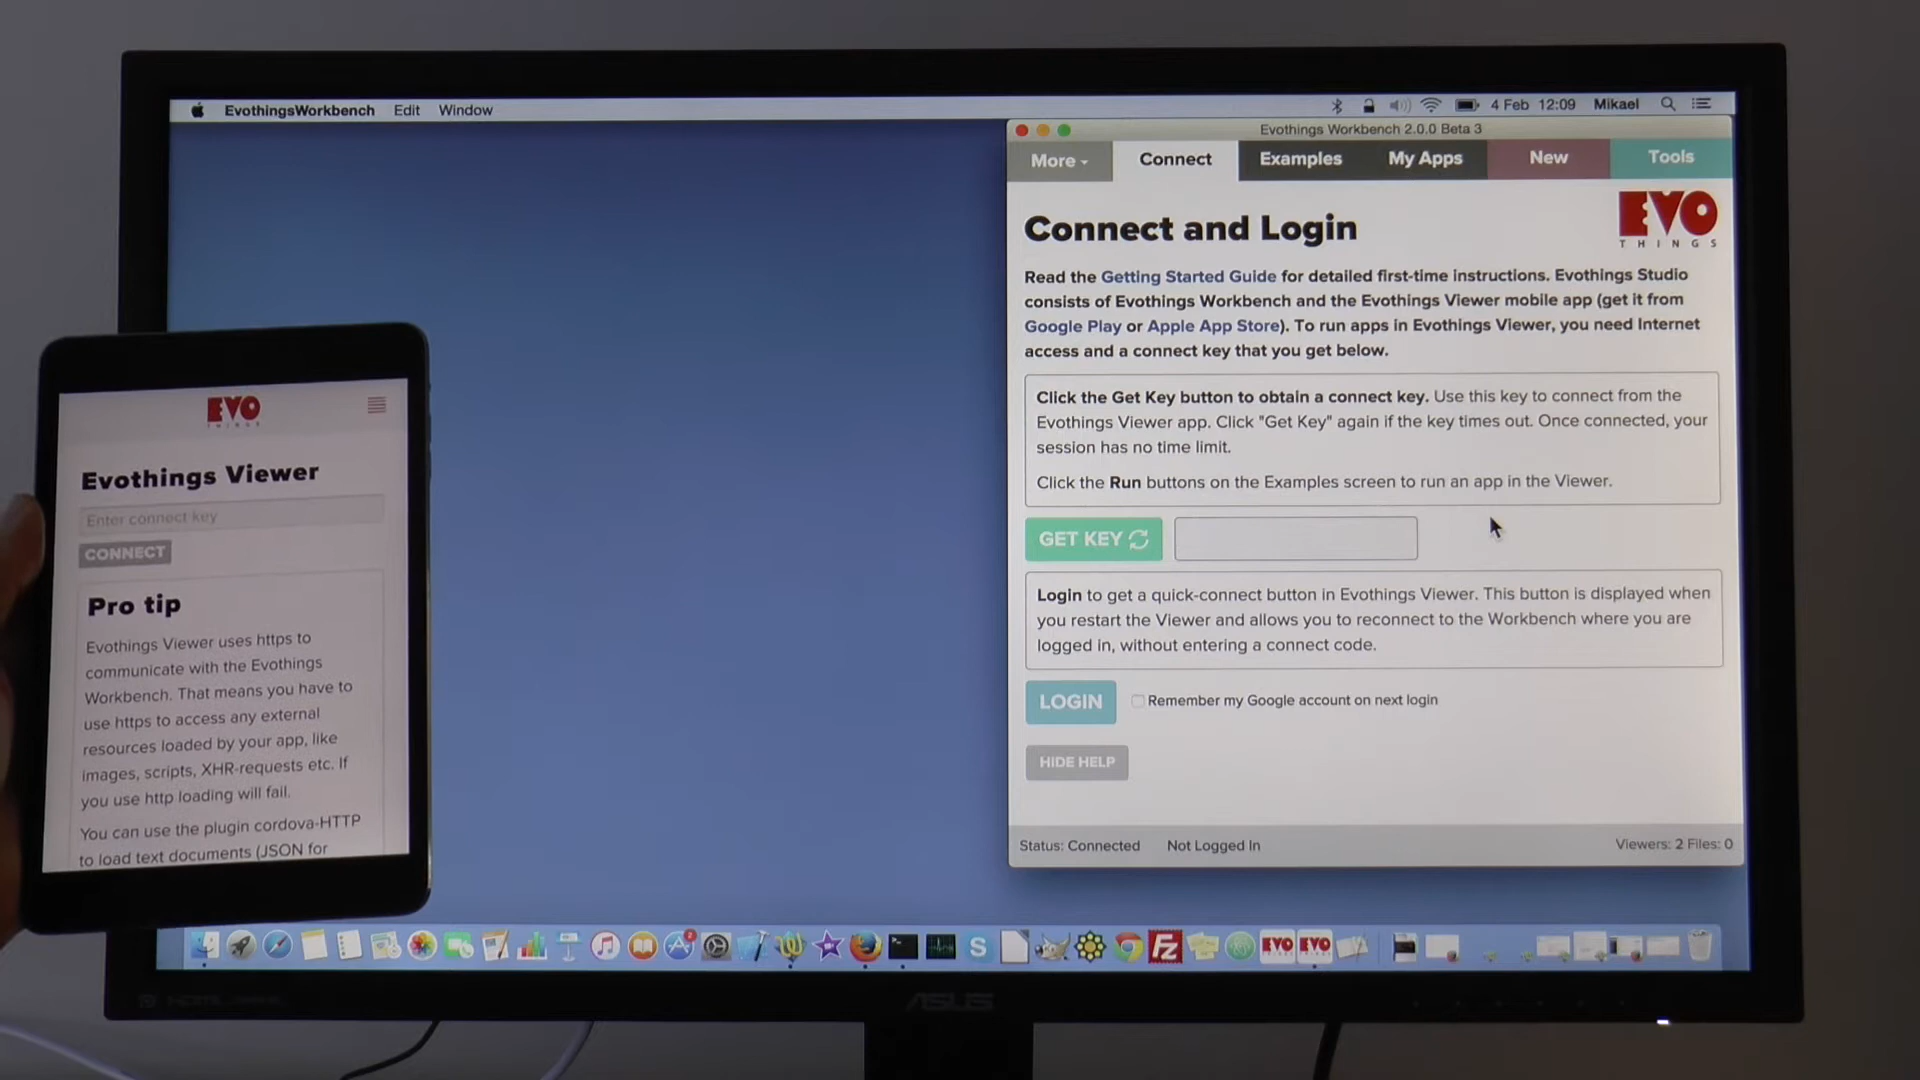 EvothingsWorkbench Edit Window
4 Feb 12:09 Mikael
Evothings Workbench 2.0.0 Beta 3
More Connect Examples My Apps New Tools
EVO
THINGS
Connect and Login
Read the Getting Started Guide for detailed first-time instructions. Evothings Studio
consists of Evothings Workbench and the Evothings Viewer mobile app (get it from
Google Play or Apple App Store). To run apps in Evothings Viewer, you need Internet
access and a connect key that you get below.
Click the Get Key button to obtain a connect key. Use this key to connect from the
Evothings Viewer app. Click "Get Key" again if the key times out. Once connected, your
session has no time limit.
Click the Run buttons on the Examples screen to run an app in the Viewer.
GET KEY
Login to get a quick-connect button in Evothings Viewer. This button is displayed when
you restart the Viewer and allows you to reconnect to the Workbench where you are
logged in, without entering a connect code.
LOGIN Remember my Google account on next login
HIDE HELP
Status: Connected Not Logged In Viewers: 2 Files: 0
EVO
THINGS
Evothings Viewer
Enter connect key
CONNECT
Pro tip
Evothings Viewer uses https to
communicate with the Evothings
Workbench. That means you have to
use https to access any external
resources loaded by your app, like
images, scripts, XHR-requests etc. If
you use http loading will fail.
You can use the plugin cordova-HTTP
to load text documents (JSON for
2
S
FZ
EVO
THINGS
EVO
THINGS
HDMI
ASUS